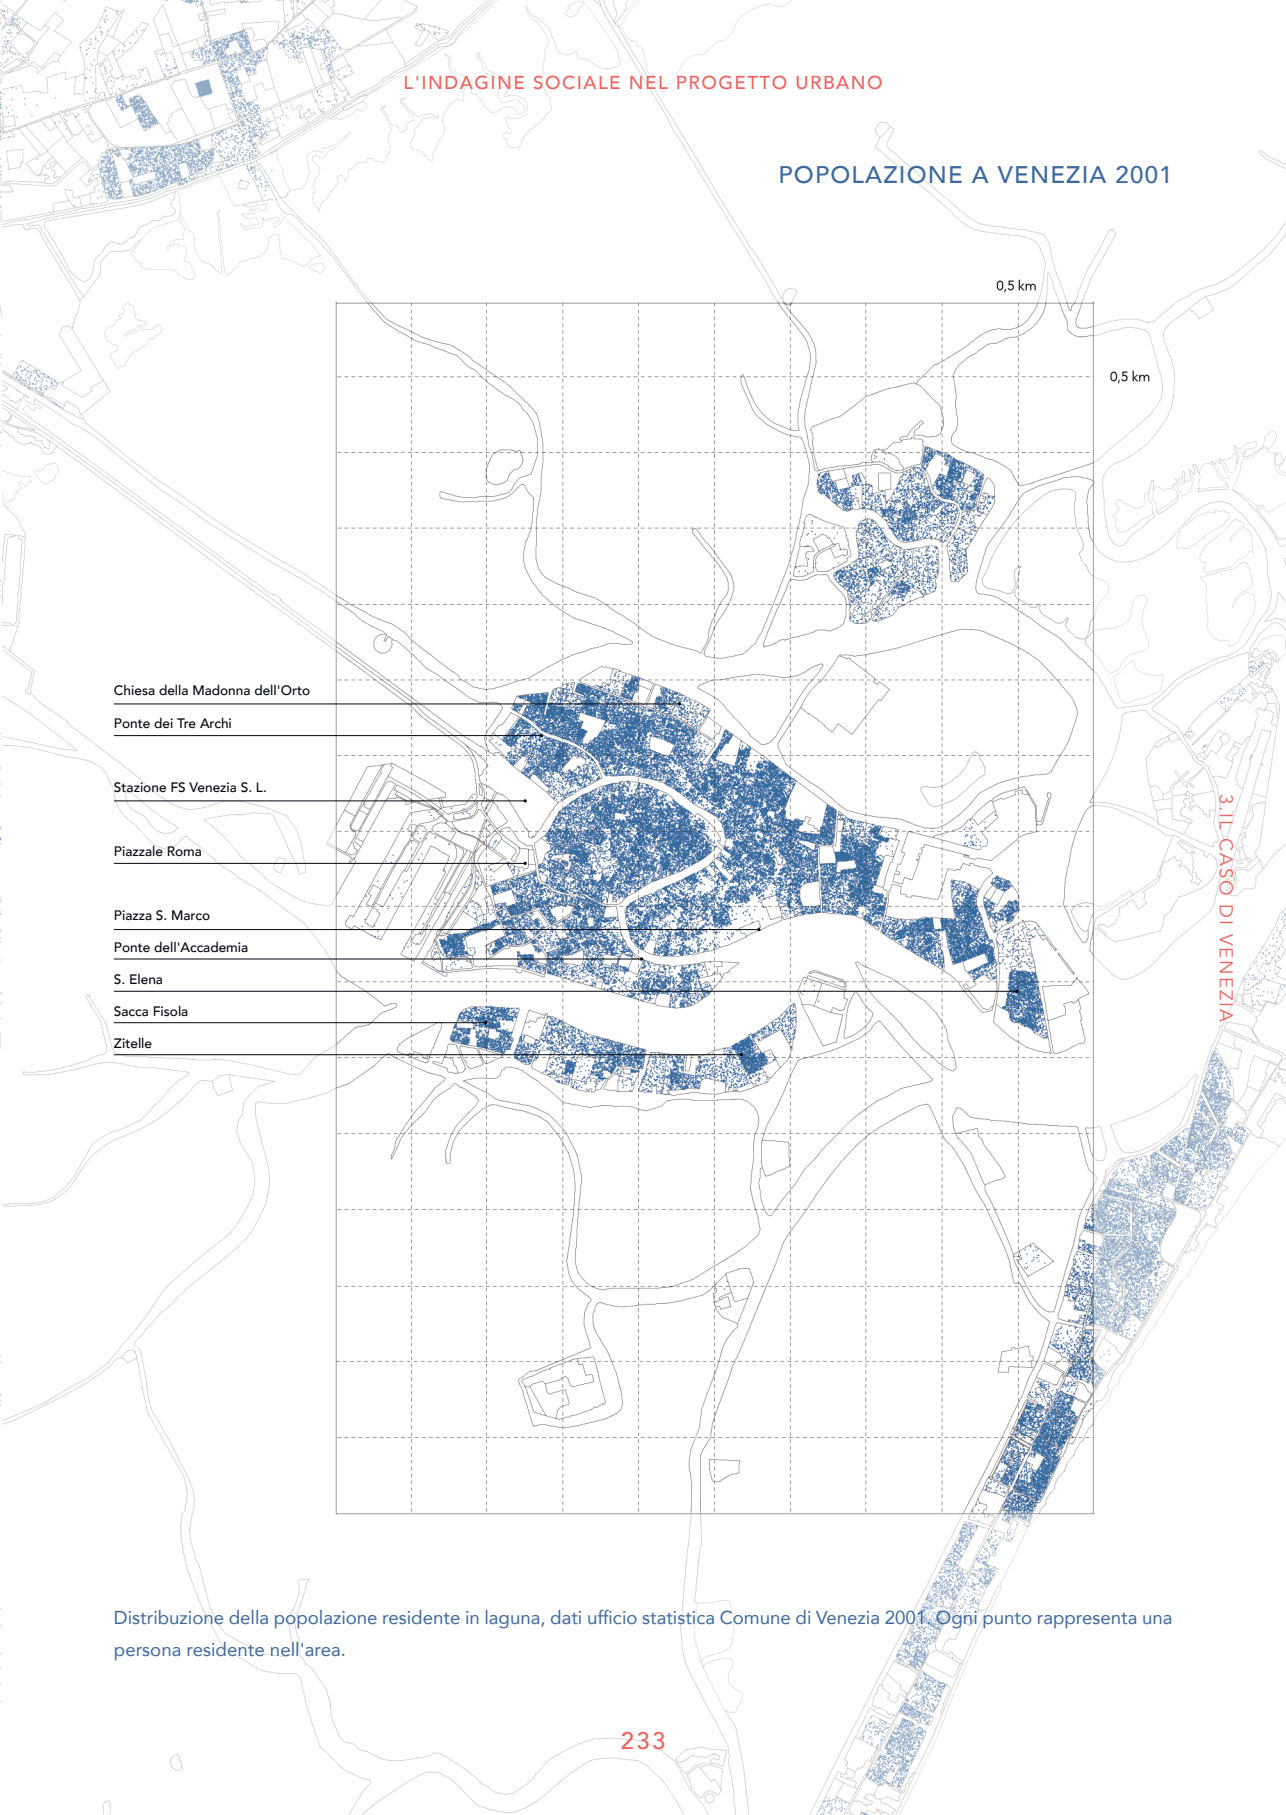 L'INDAGINE SOCIALE NEL PROGETTO URBANO
POPOLAZIONE A VENEZIA 2001
0,5 km
0,5 km
Chiesa della Madonna dell'Orto
Ponte dei Tre Archi
Stazione FS Venezia S. L.
Piazzale Roma
Piazza S. Marco
Ponte dell'Accademia
S. Elena
Sacca Fisola
Zitelle
3.IL CASO DI VENEZIA
Distribuzione della popolazione residente in laguna, dati ufficio statistica Comune di Venezia 2001. Ogni punto rappresenta una
persona residente nell'area.
233